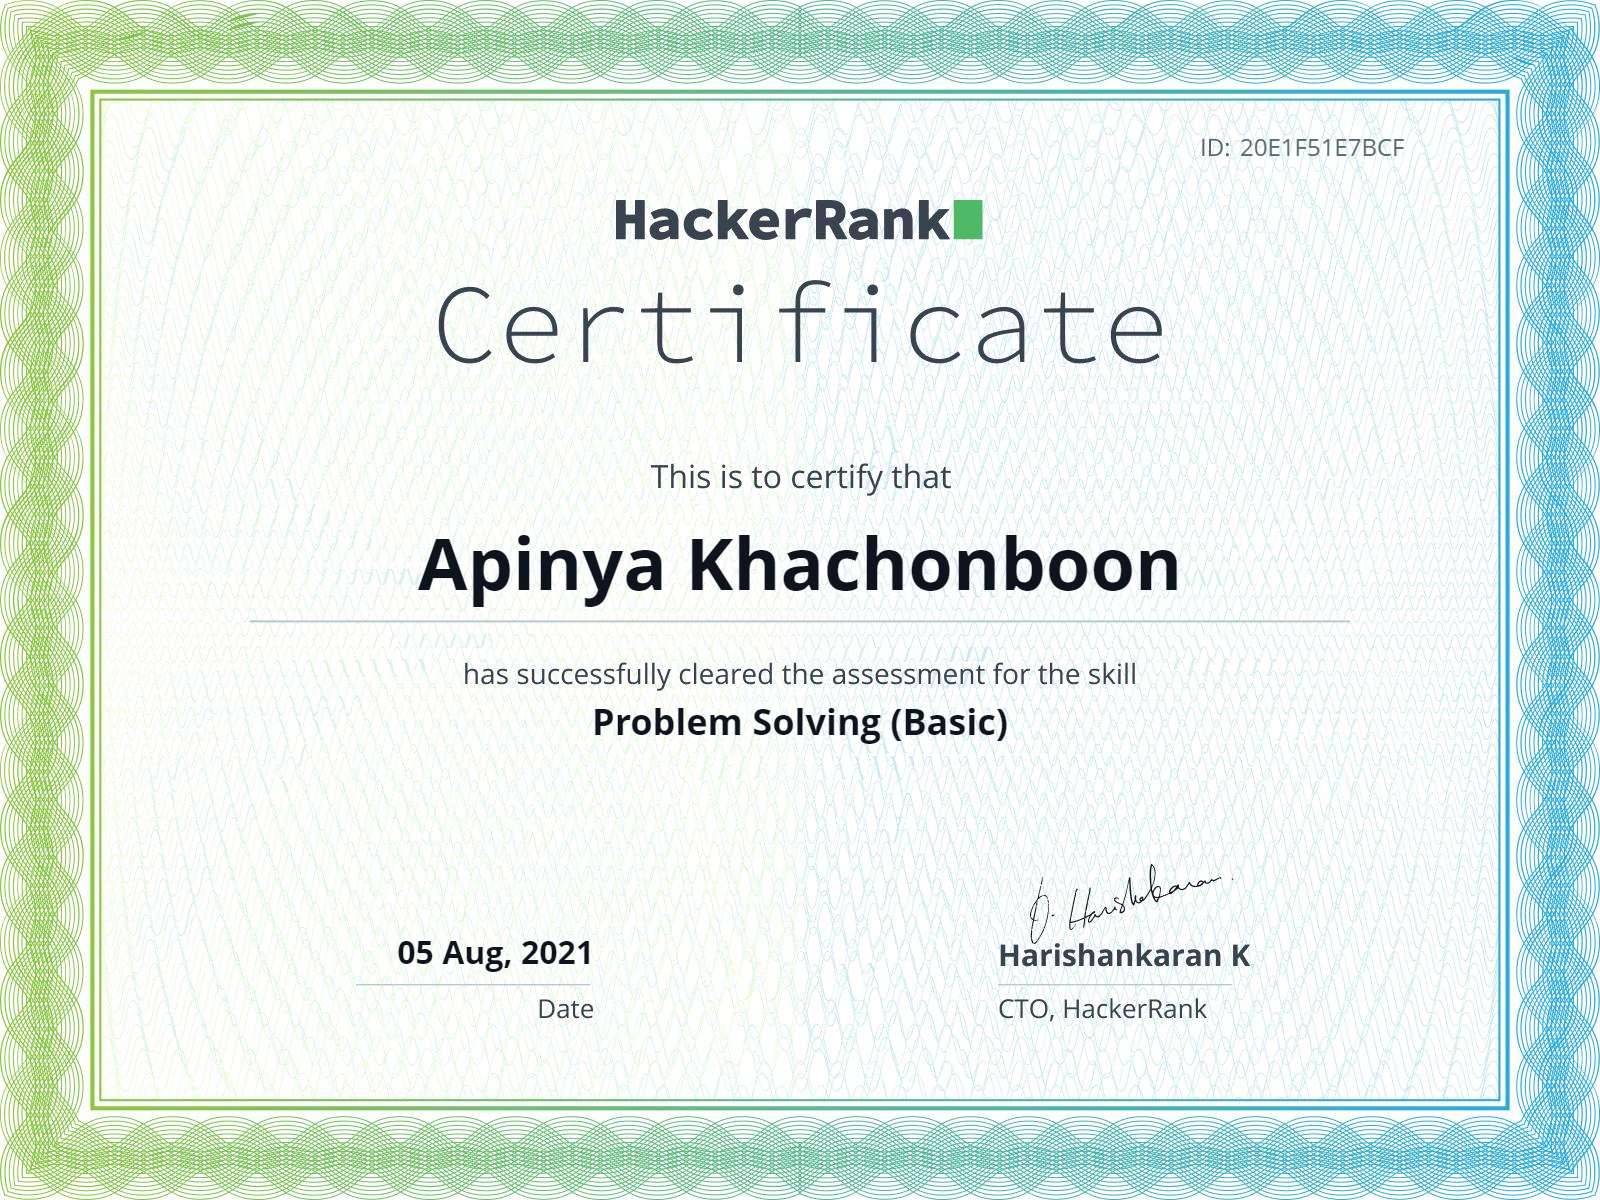 ID: 20E1F51E7BCF
HackerRank
Certificate
This is to certify that
Apinya Khachonboon
has successfully cleared the assessment for the skill
Problem Solving (Basic)
05 Aug, 2021
Date
Harishankaran K
CTO, HackerRank